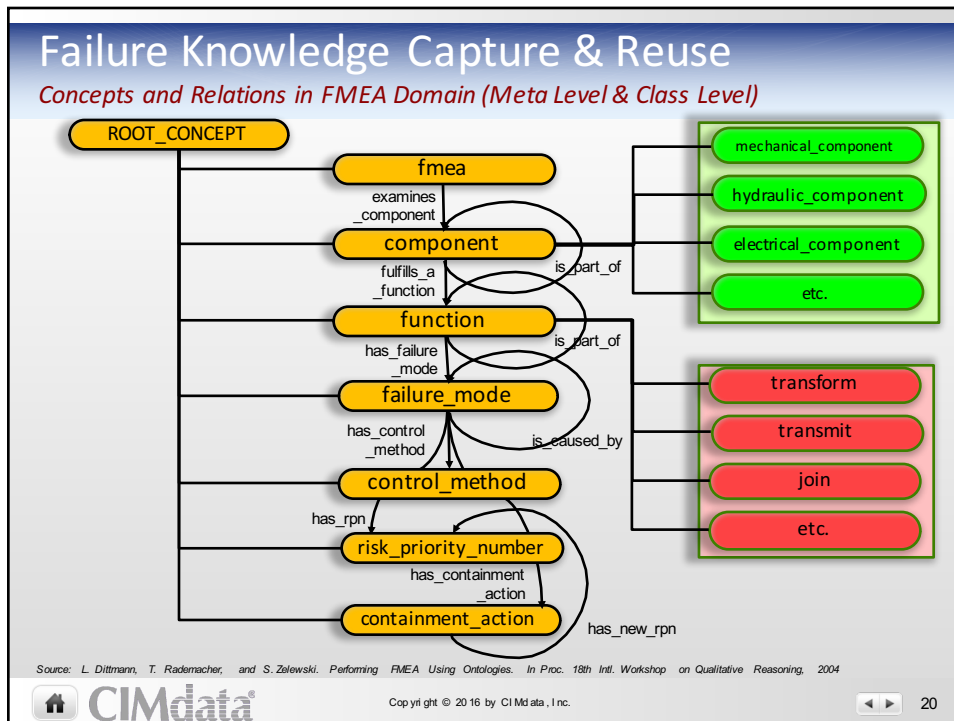 Failure Knowledge Capture & Reuse
Concepts and Relations in FMEA Domain (Meta Level & Class Level)
ROOT_CONCEPT
fmea
examines
_component
component
is_part_of
fulfills_a
_function
function
is_part_of
has_failure
_mode
failure_mode
is_caused_by
has_control
_method
control_method
has_rpn
risk_priority_number
has_containment
_action
containment_action
has_new_rpn
mechanical_component
hydraulic_component
electrical_component
etc.
transform
transmit
join
etc.
Source: L. Dittmann, T. Rademacher, and S. Zelewski. Performing FMEA Using Ontologies. In Proc. 18th Intl. Workshop on Qualitative Reasoning, 2004
CIMdata®
Copyright © 2016 by CIMdata, Inc.
20